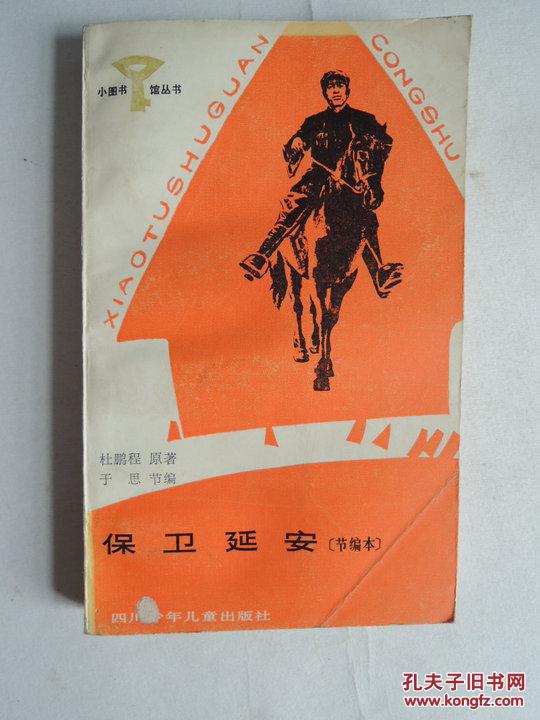 小图书馆丛书
XIAOTUSHUGUAN CONGSHU
杜鹏程 原著
于思 节编
保卫延安〔节编本〕
四川少年儿童出版社
孔夫子旧书网
www.kongfz.com